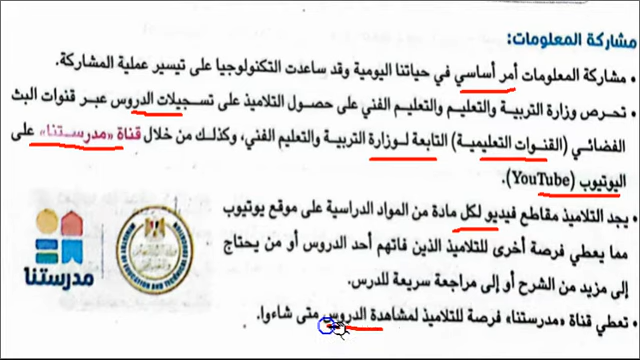 مشاركة المعلومات:
• مشاركة المعلومات أمر أساسي في حياتنا اليومية وقد ساعدت التكنولوجيا على تيسير عملية المشاركة.
• تحرص وزارة التربية والتعليم والتعليم الفني على حصول التلاميذ على تسجيلات الدروس عبر قنوات البث
الفضائي (القنوات التعليمية) التابعة لوزارة التربية والتعليم الفني، وكذلك من خلال قناة «مدرستنا» على
اليوتيوب (YouTube).
• يجد التلاميذ مقاطع فيديو لكل مادة من المواد الدراسية على موقع يوتيوب
مما يعطي فرصة أخرى للتلاميذ الذين فاتهم أحد الدروس أو من يحتاج
إلى مزيد من الشرح أو إلى مراجعة سريعة للدرس.
• تعطي قناة «مدرستنا» فرصة للتلاميذ لمشاهدة الدروس متى شاءوا.
مدرستنا
EDUCATION AND TECHNICAL EDUCATION